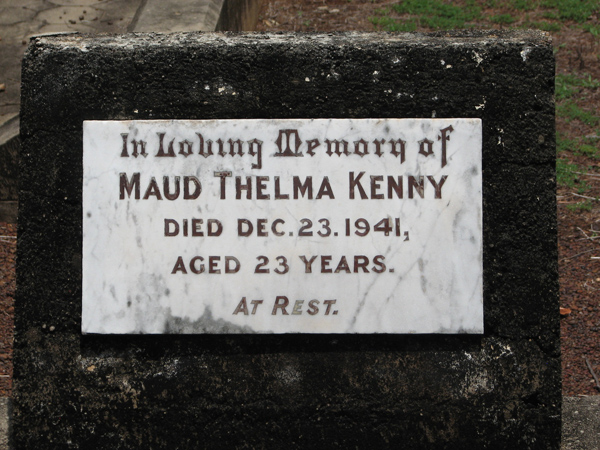 In Loving Memory of
MAUD THELMA KENNY
DIED DEC. 23. 1941,
AGED 23 YEARS.
AT REST.